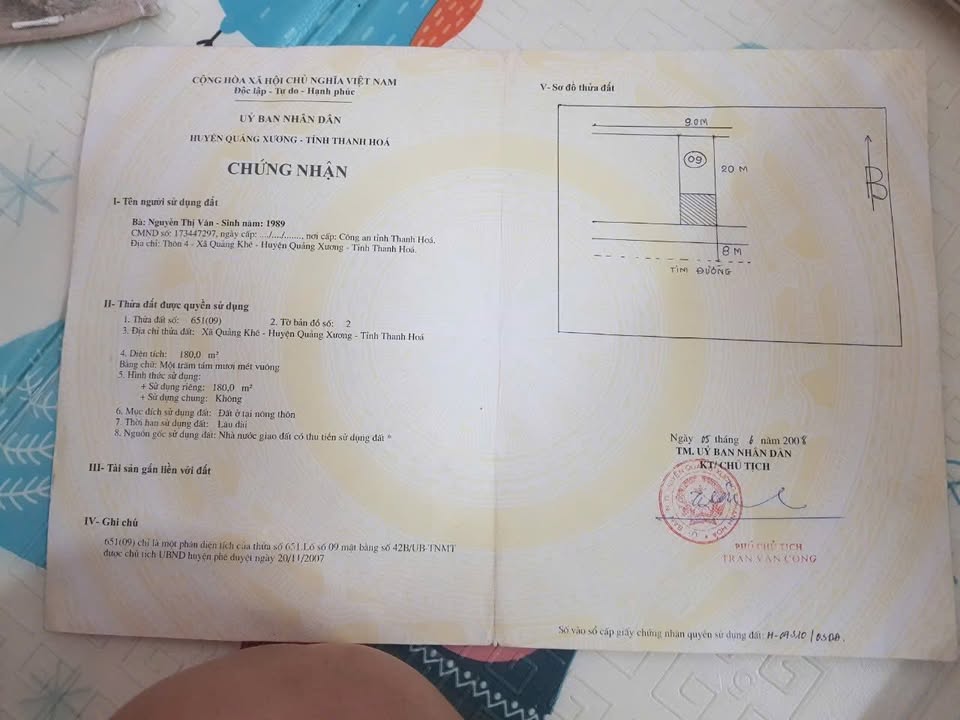 CỘNG HÒA XÃ HỘI CHỦ NGHĨA VIỆT NAM
Độc lập - Tự do - Hạnh phúc
UỶ BAN NHÂN DÂN
HUYỆN QUẢNG XƯƠNG - TỈNH THANH HOÁ
CHỨNG NHẬN
I- Tên người sử dụng đất
Bà: Nguyễn Thị Vân - Sinh năm: 1989
CMND số: 173447297, ngày cấp: ..../..../........, nơi cấp: Công an tỉnh Thanh Hoá.
Địa chỉ: Thôn 4 - Xã Quảng Khê - Huyện Quảng Xương - Tỉnh Thanh Hoá.
II- Thửa đất được quyền sử dụng
1. Thửa đất số: 651(09) 2. Tờ bản đồ số: 2
3. Địa chỉ thửa đất: Xã Quảng Khê - Huyện Quảng Xương - Tỉnh Thanh Hoá
4. Diện tích: 180,0 m²
Bằng chữ: Một trăm tám mươi mét vuông
5. Hình thức sử dụng:
+ Sử dụng riêng: 180,0 m²
+ Sử dụng chung: Không
6. Mục đích sử dụng đất: Đất ở tại nông thôn
7. Thời hạn sử dụng đất: Lâu dài
8. Nguồn gốc sử dụng đất: Nhà nước giao đất có thu tiền sử dụng đất
III- Tài sản gắn liền với đất
IV- Ghi chú
651(09) chỉ là một phần diện tích của thửa số 651.Lô số 09 mặt bằng số 42B/UB-TNMT
được chủ tịch UBND huyện phê duyệt ngày 20/11/2007
V- Sơ đồ thửa đất
9.0 M
09
20 M
B
8 M
TIM ĐƯỜNG
Ngày 05 tháng 6 năm 2008
TM. UỶ BAN NHÂN DÂN
KT/ CHỦ TỊCH
PHÓ CHỦ TỊCH
TRẦN VĂN CÔNG
Số vào sổ cấp giấy chứng nhận quyền sử dụng đất: